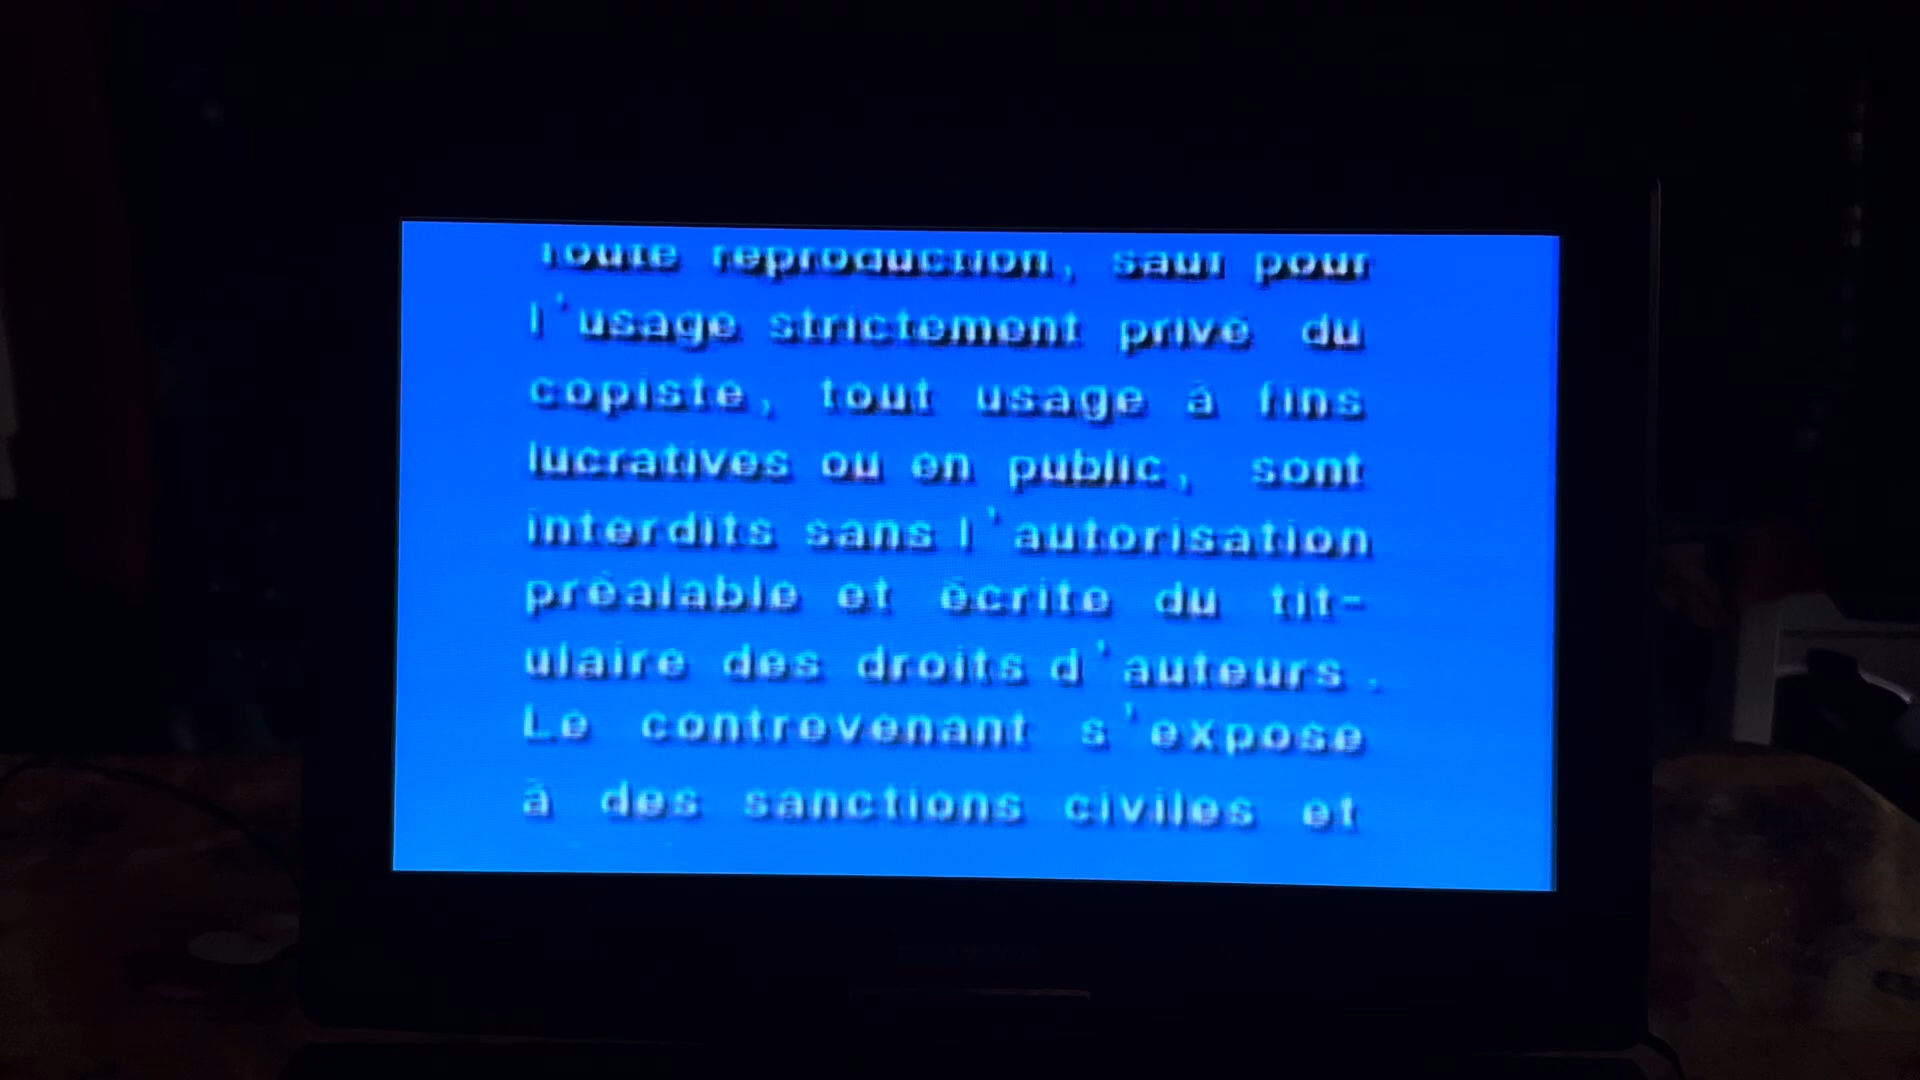 Toute reproduction, sauf pour
l'usage strictement privé du
copiste, tout usage à fins
lucratives ou en public, sont
interdits sans l'autorisation
préalable et écrite du tit-
ulaire des droits d'auteurs.
Le contrevenant s'expose
à des sanctions civiles et